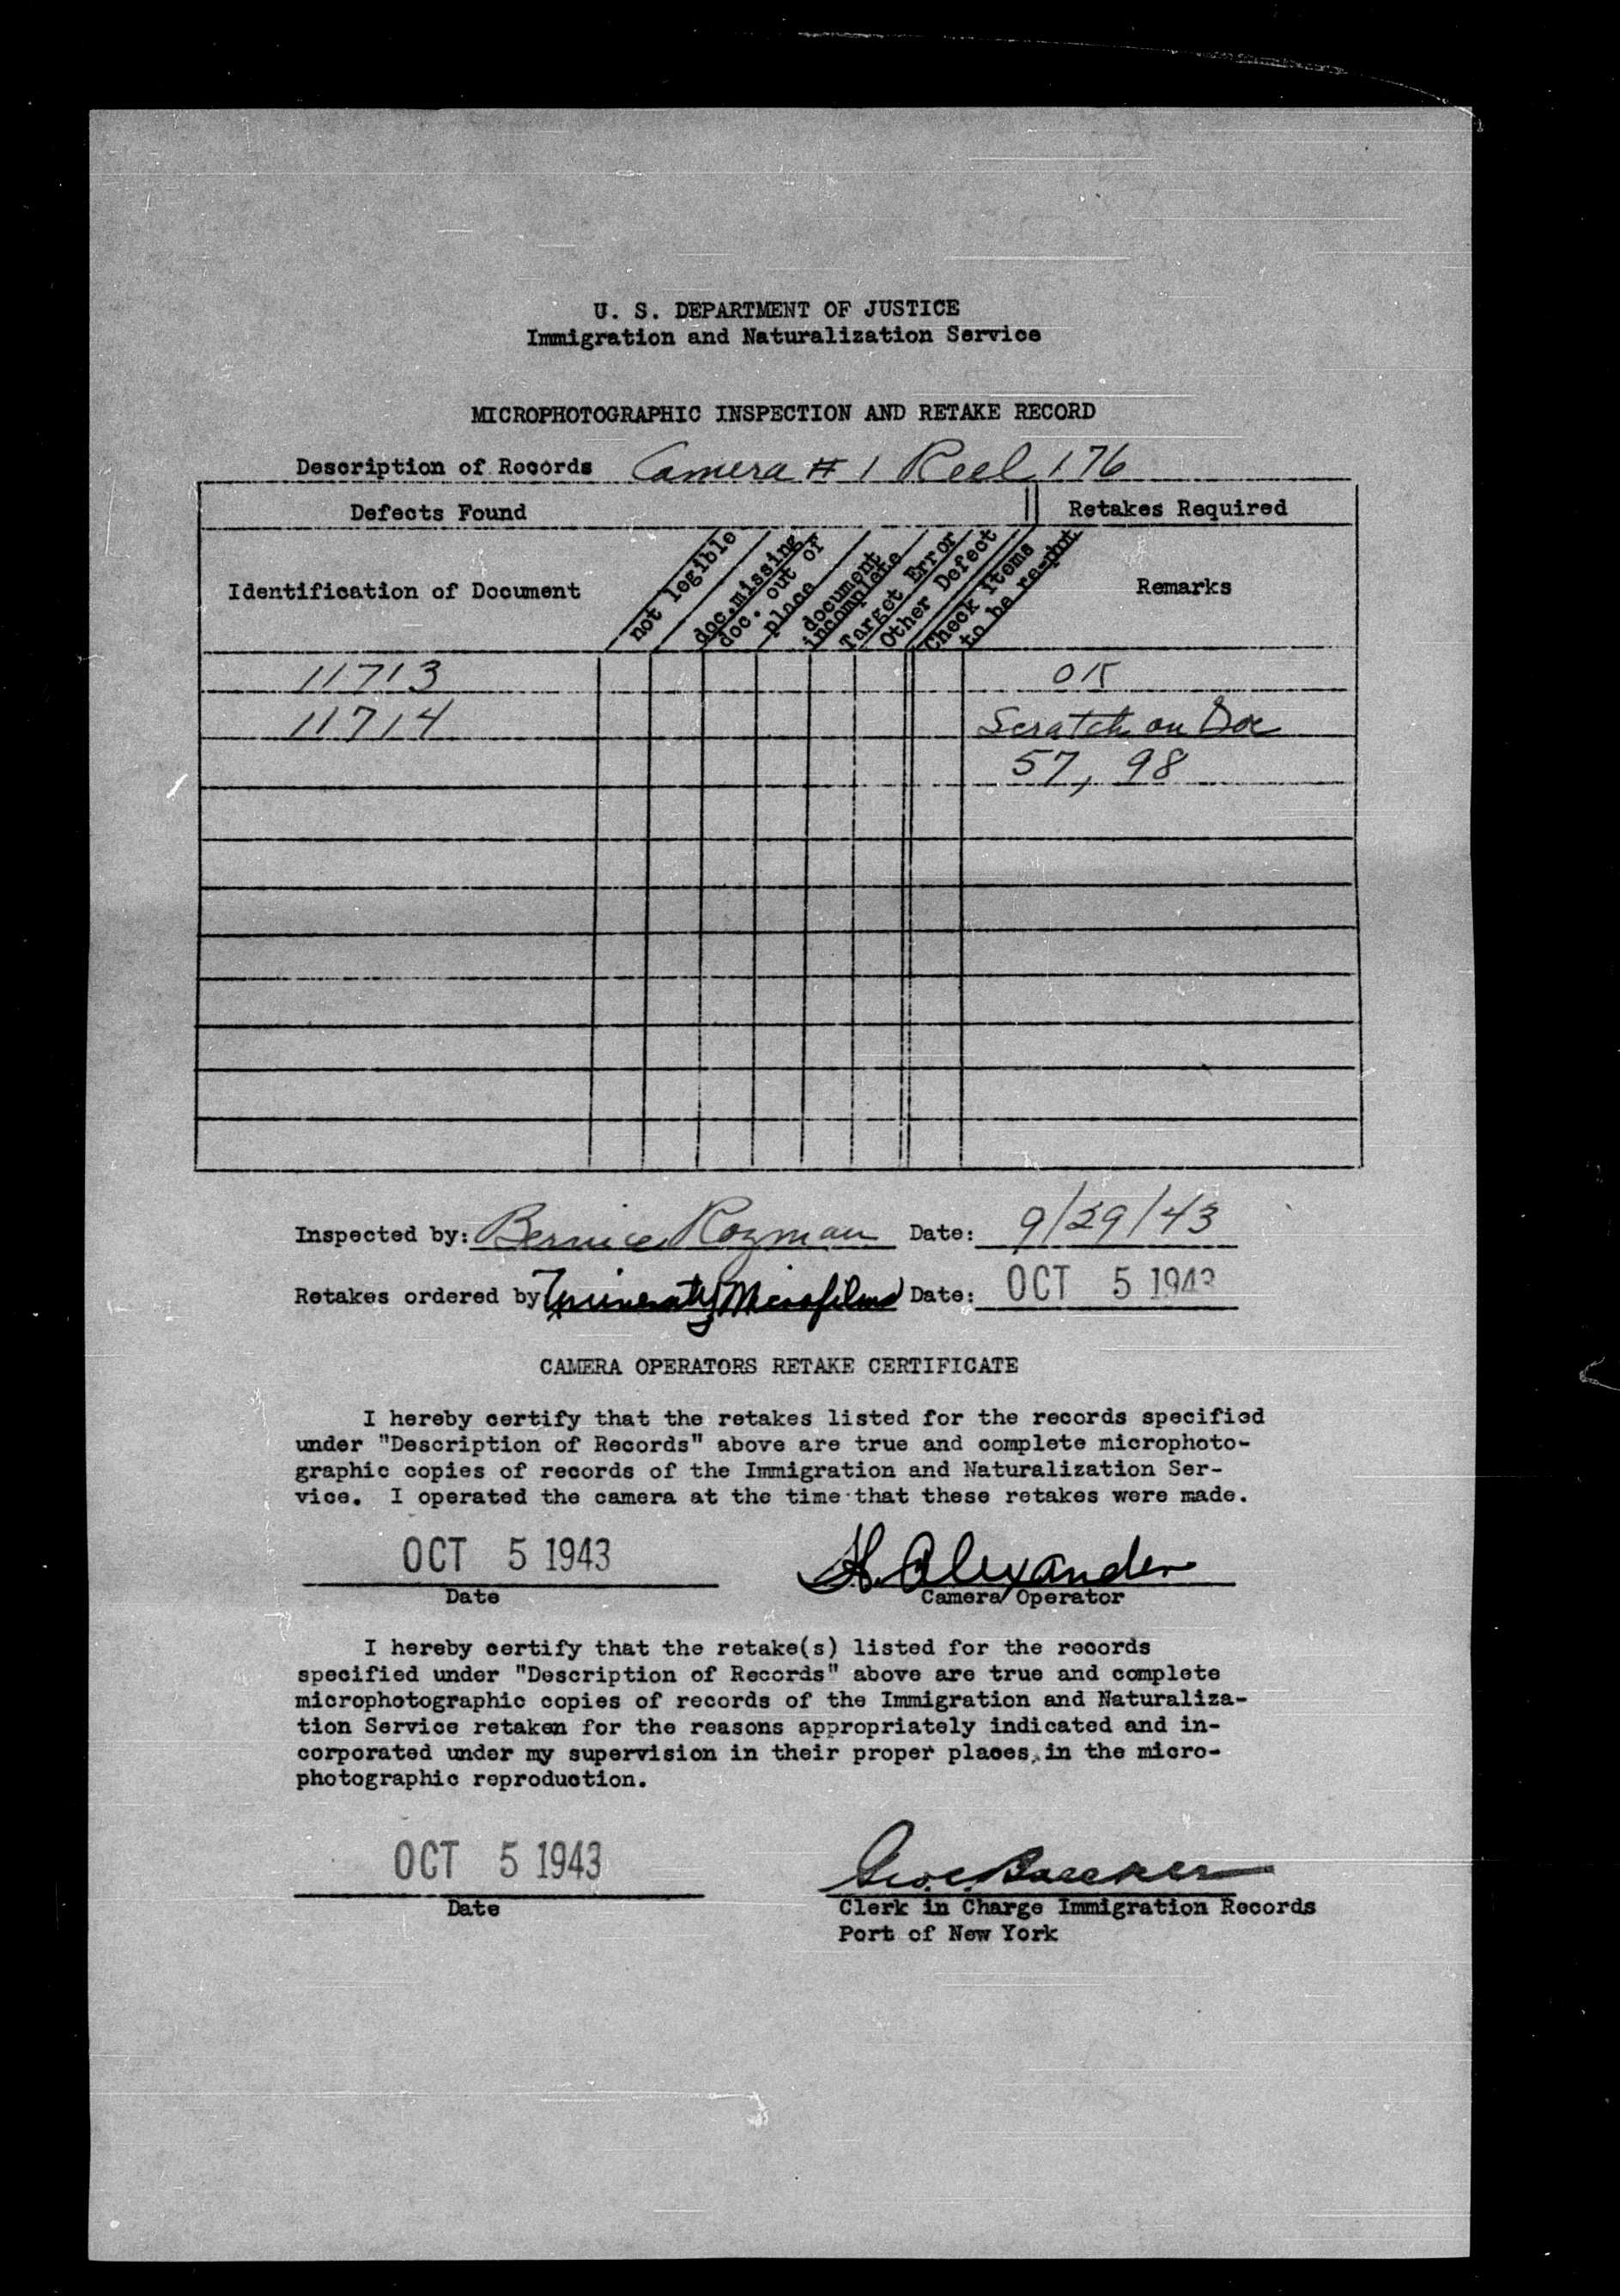 U. S. DEPARTMENT OF JUSTICE
Immigration and Naturalization Service
MICROPHOTOGRAPHIC INSPECTION AND RETAKE RECORD
Description of Records Camera # 1 Reel 176
Defects Found Retakes Required
Identification of Document
not legible
doc. missing
doc. out of
place
document
incomplete
Target Error
Other Defect
Check items
to be re-phot
Remarks
11713 OK
11714 Scratch on Doc
57, 98
Inspected by: Bernice Rozman Date: 9/29/43
Retakes ordered by University Microfilms Date: OCT 5 1943
CAMERA OPERATORS RETAKE CERTIFICATE
I hereby certify that the retakes listed for the records specified
under "Description of Records" above are true and complete microphoto-
graphic copies of records of the Immigration and Naturalization Ser-
vice. I operated the camera at the time that these retakes were made.
OCT 5 1943 H. Alexander
Date Camera Operator
I hereby certify that the retake(s) listed for the records
specified under "Description of Records" above are true and complete
microphotographic copies of records of the Immigration and Naturaliza-
tion Service retaken for the reasons appropriately indicated and in-
corporated under my supervision in their proper places, in the micro-
photographic reproduction.
OCT 5 1943 Geo. C.
Date Clerk in Charge Immigration Records
Port of New York